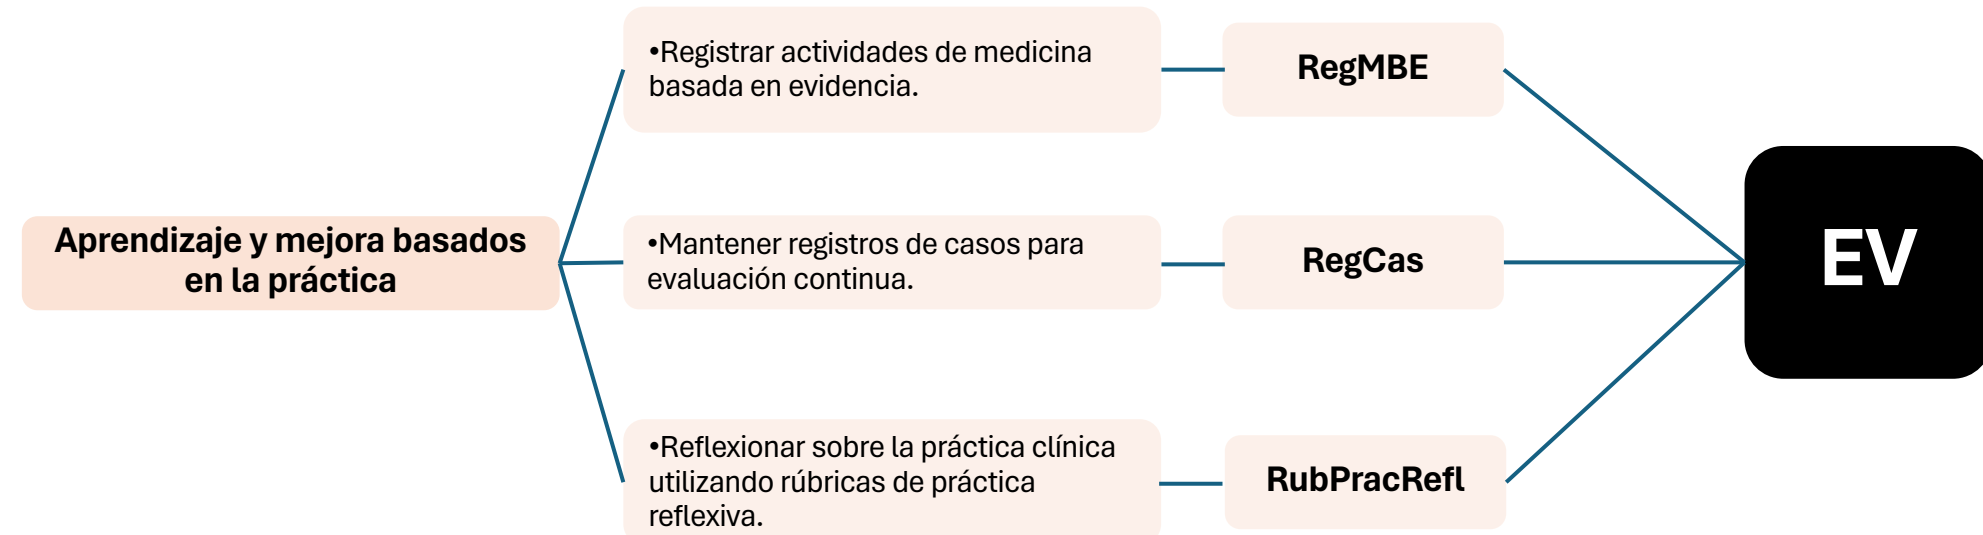 •Registrar actividades de medicina
basada en evidencia.
RegMBE
Aprendizaje y mejora basados
en la práctica
•Mantener registros de casos para
evaluación continua.
RegCas
EV
•Reflexionar sobre la práctica clínica
utilizando rúbricas de práctica
reflexiva.
RubPracRefl